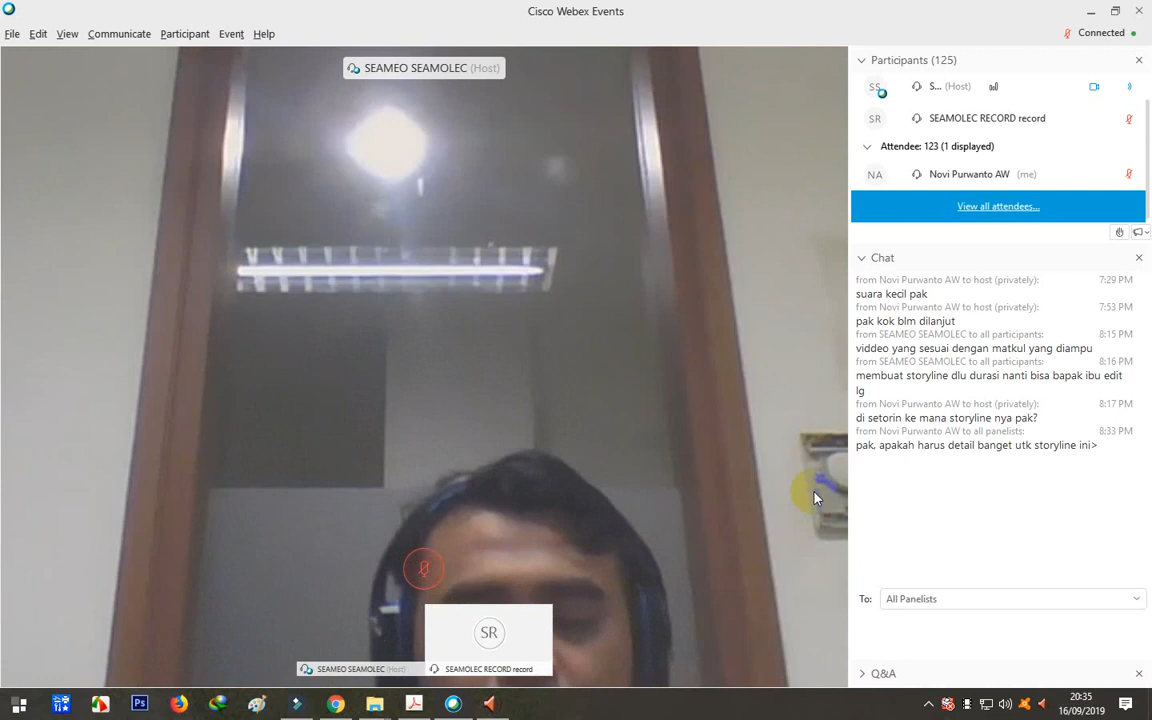 Cisco Webex Events
File Edit View Communicate Participant Event Help
Connected
SEAMEO SEAMOLEC (Host)
Participants (125)
SS S... (Host)
SR SEAMOLEC RECORD record
Attendee: 123 (1 displayed)
NA Novi Purwanto AW (me)
View all attendees...
Chat
from Novi Purwanto AW to host (privately): 7:29 PM
suara kecil pak
from Novi Purwanto AW to host (privately): 7:53 PM
pak kok blm dilanjut
from SEAMEO SEAMOLEC to all participants: 8:15 PM
viddeo yang sesuai dengan matkul yang diampu
from SEAMEO SEAMOLEC to all participants: 8:16 PM
membuat storyline dlu durasi nanti bisa bapak ibu edit
lg
from Novi Purwanto AW to host (privately): 8:17 PM
di setorin ke mana storyline nya pak?
from Novi Purwanto AW to all panelists: 8:33 PM
pak, apakah harus detail banget utk storyline ini>
To: All Panelists
Q&A
SR
SEAMEO SEAMOLEC (Host)
SEAMOLEC RECORD record
Ps
20:35
16/09/2019